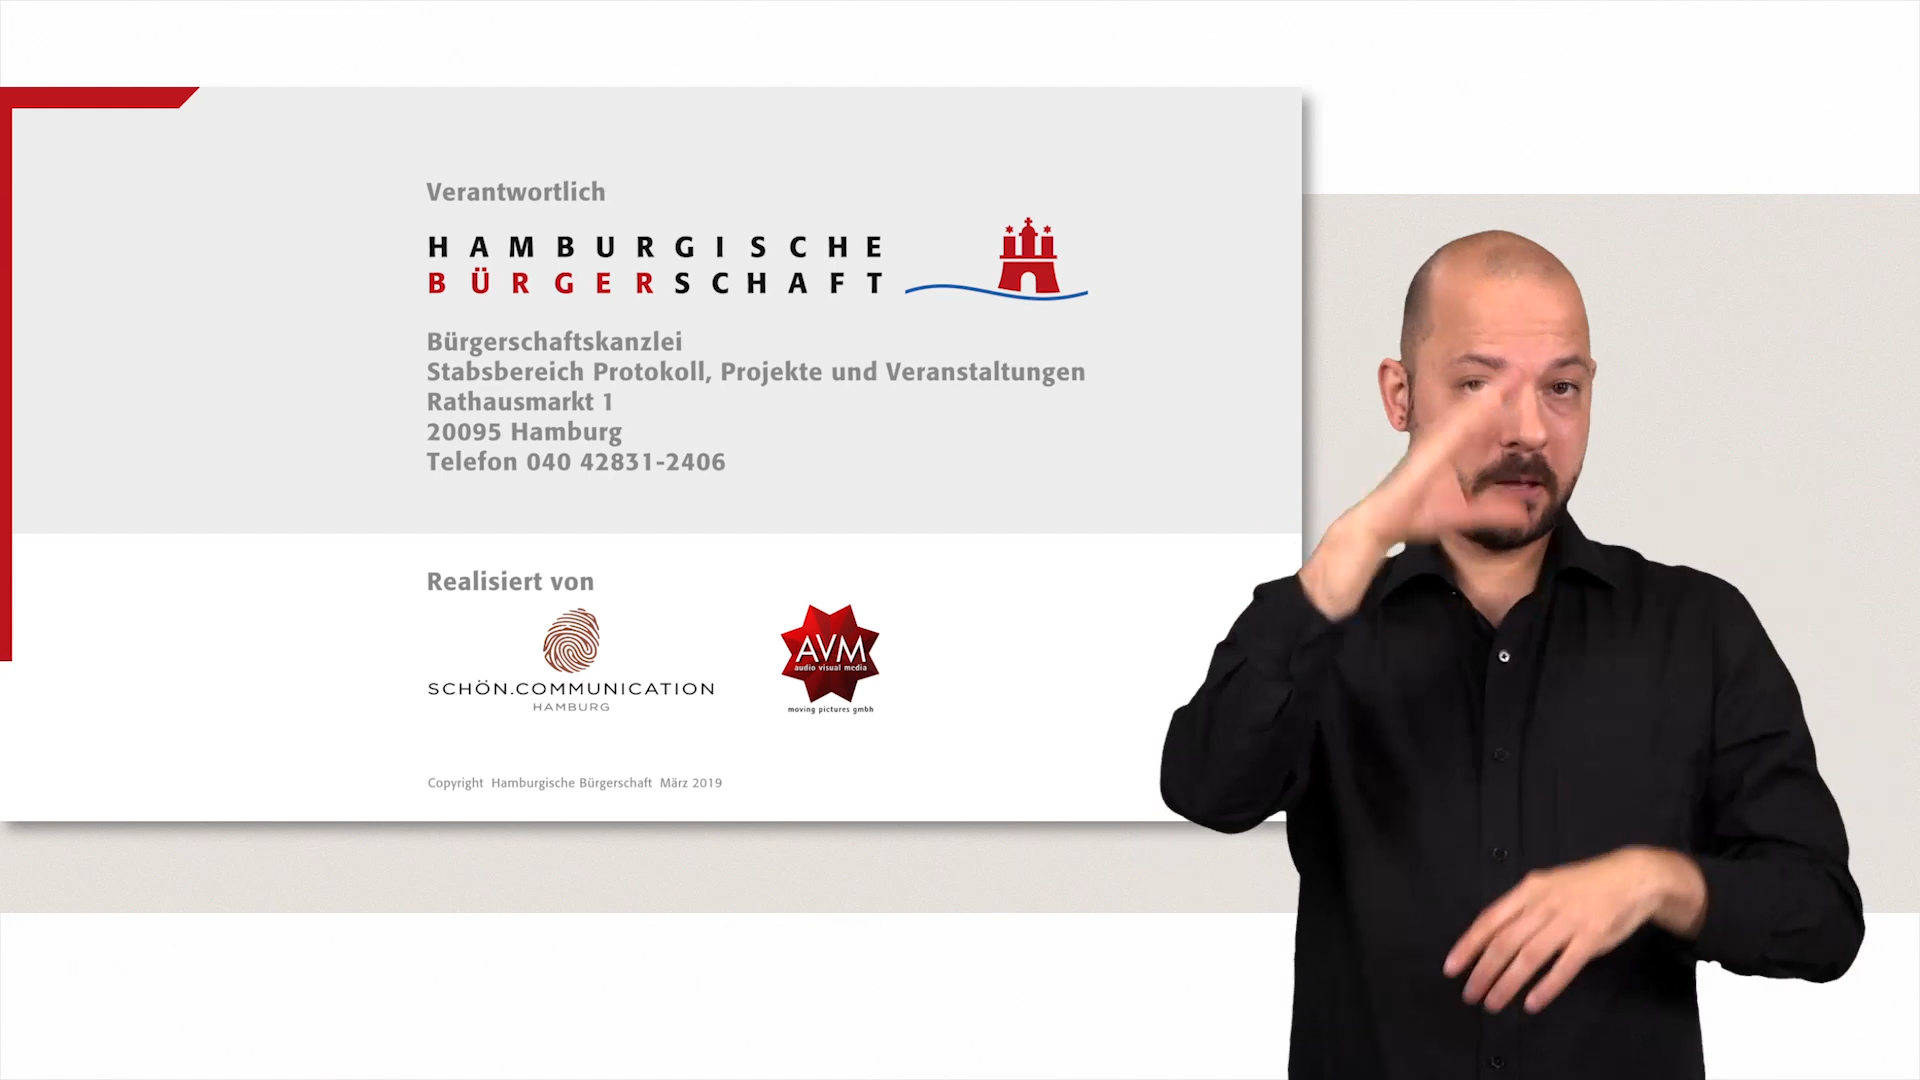 Verantwortlich
HAMBURGISCHE
BÜRGERSCHAFT
Bürgerschaftskanzlei
Stabsbereich Protokoll, Projekte und Veranstaltungen
Rathausmarkt 1
20095 Hamburg
Telefon 040 42831-2406
Realisiert von
SCHÖN.COMMUNICATION
HAMBURG
AVM
audio visual media
moving pictures gmbh
Copyright Hamburgische Bürgerschaft März 2019